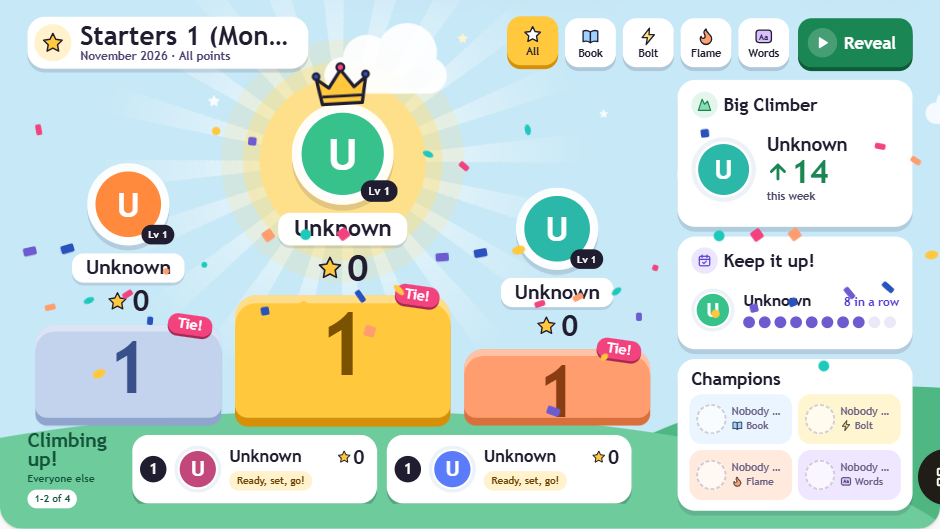 Starters 1 (Mon...
November 2026 · All points
All
Book
Bolt
Flame
Words
Reveal
U
Lv 1
Unknown
0
Tie!
1
U
Lv 1
Unknown
0
Tie!
1
U
Lv 1
Unknown
0
Tie!
1
Big Climber
U
Unknown
14
this week
Keep it up!
U
Unknown
8 in a row
Champions
Nobody ...
Book
Nobody ...
Bolt
Nobody ...
Flame
Nobody ...
Aa Words
Climbing
up!
Everyone else
1-2 of 4
1
U
Unknown
0
Ready, set, go!
1
U
Unknown
0
Ready, set, go!